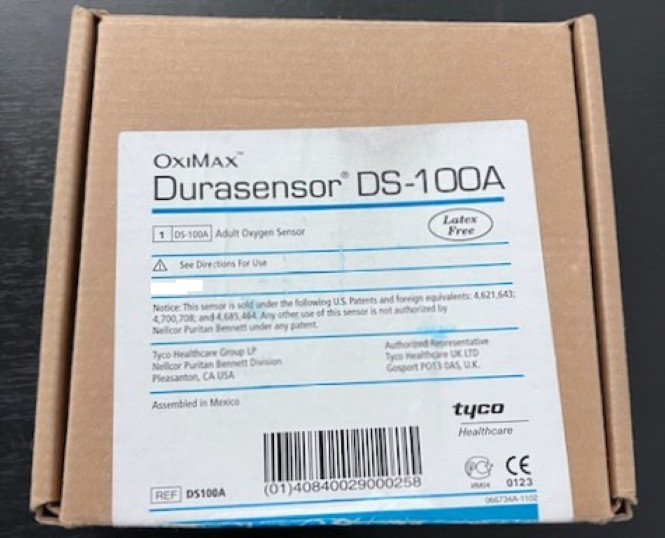 OXIMAX™
Durasensor® DS-100A
Latex
Free
1 DS-100A Adult Oxygen Sensor
See Directions For Use
Notice: This sensor is sold under the following U.S. Patents and foreign equivalents: 4,621,643;
4,700,708; and 4,685,464. Any other use of this sensor is not authorized by
Nellcor Puritan Bennett under any patent.
Tyco Healthcare Group LP
Nellcor Puritan Bennett Division
Pleasanton, CA USA
Authorized Representative
Tyco Healthcare UK LTD
Gosport PO13 0AS, U.K.
Assembled in Mexico
tyco
Healthcare
(01)40840029000258
REF DS100A
ИМ04
CE
0123
066734A-1102